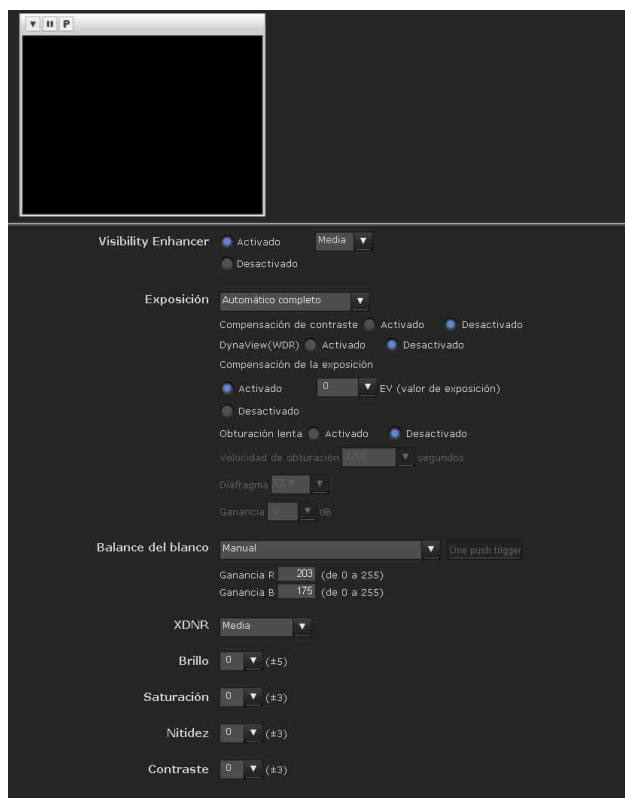 P
Visibility Enhancer Activado Media
Desactivado
Exposición Automático completo
Compensación de contraste Activado Desactivado
DynaView(WDR) Activado Desactivado
Compensación de la exposición
Activado 0 EV (valor de exposición)
Desactivado
Obturación lenta Activado Desactivado
Velocidad de obturación segundos
Diafragma
Ganancia 0 dB
Balance del blanco Manual One push trigger
Ganancia R 203 (de 0 a 255)
Ganancia B 175 (de 0 a 255)
XDNR Media
Brillo 0 (±5)
Saturación 0 (±3)
Nitidez 0 (±3)
Contraste 0 (±3)